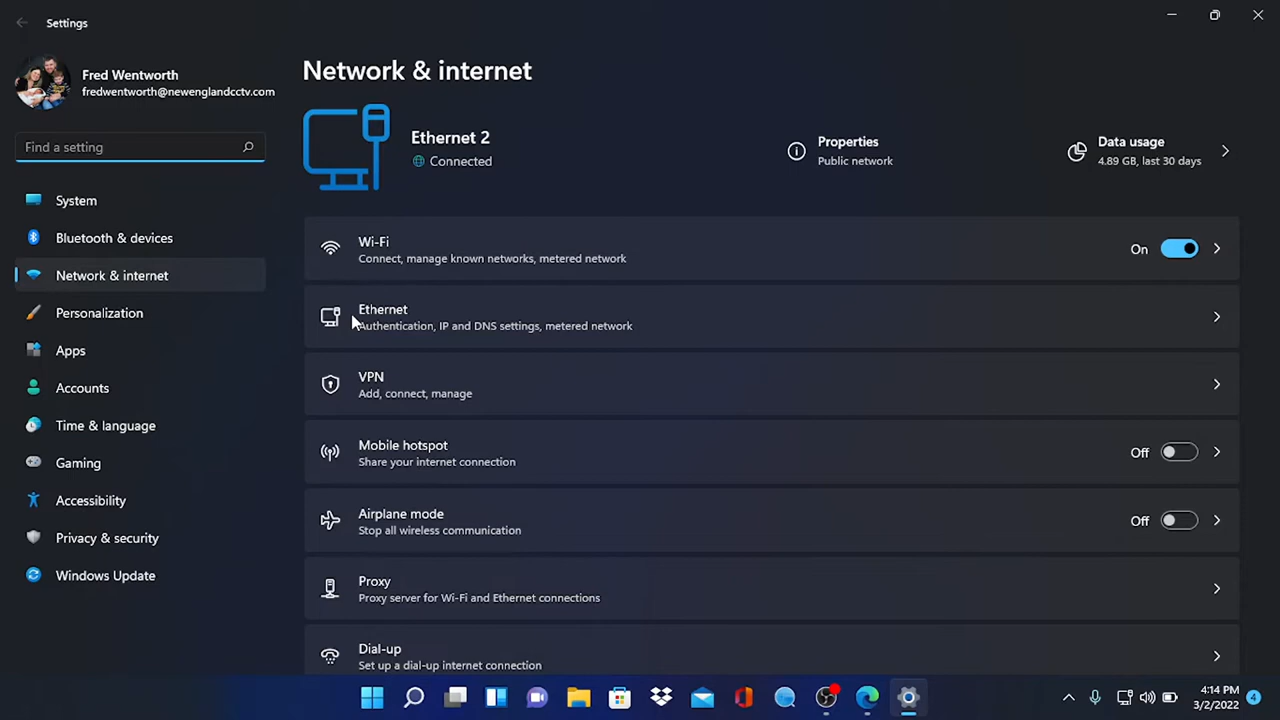 Settings
Fred Wentworth
fredwentworth@newenglandcctv.com
Find a setting
System
Bluetooth & devices
Network & internet
Personalization
Apps
Accounts
Time & language
Gaming
Accessibility
Privacy & security
Windows Update
Network & internet
Ethernet 2
Connected
Properties
Public network
Data usage
4.89 GB, last 30 days
Wi-Fi
Connect, manage known networks, metered network
On
Ethernet
Authentication, IP and DNS settings, metered network
VPN
Add, connect, manage
Mobile hotspot
Share your internet connection
Off
Airplane mode
Stop all wireless communication
Off
Proxy
Proxy server for Wi-Fi and Ethernet connections
Dial-up
Set up a dial-up internet connection
4:14 PM
3/2/2022
4